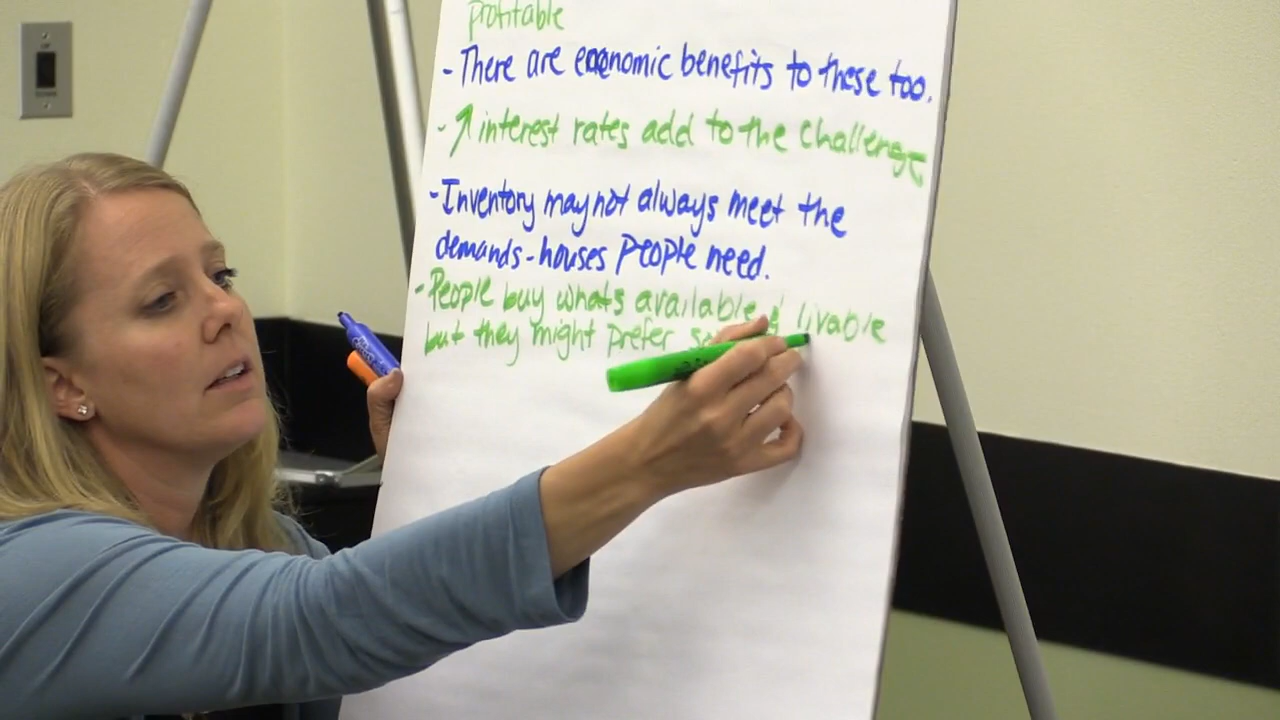 profitable
- There are economic benefits to these too.
- ↑ interest rates add to the challenge
- Inventory may not always meet the
demands - houses people need.
- People buy whats available & livable
but they might prefer